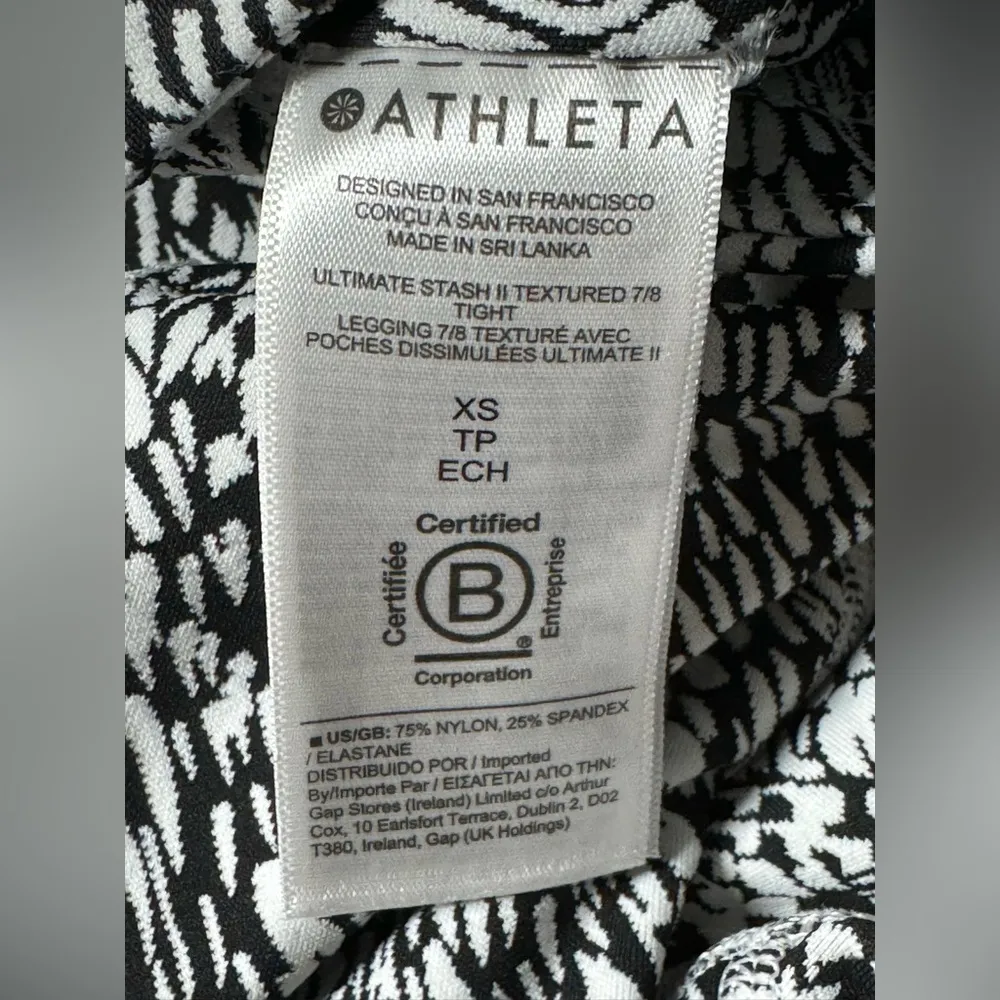 ATHLETA
DESIGNED IN SAN FRANCISCO
CONÇU À SAN FRANCISCO
MADE IN SRI LANKA
ULTIMATE STASH II TEXTURED 7/8
TIGHT
LEGGING 7/8 TEXTURÉ AVEC
POCHES DISSIMULÉES ULTIMATE II
XS
TP
ECH
Certified
Certifiée
B
Entreprise
®
Corporation
US/GB: 75% NYLON, 25% SPANDEX
/ ELASTANE
DISTRIBUIDO POR / Imported
By/Importe Par / ΕΙΣΑΓΕΤΑΙ ΑΠΟ ΤΗΝ:
Gap Stores (Ireland) Limited c/o Arthur
Cox, 10 Earlsfort Terrace, Dublin 2, D02
T380, Ireland, Gap (UK Holdings)